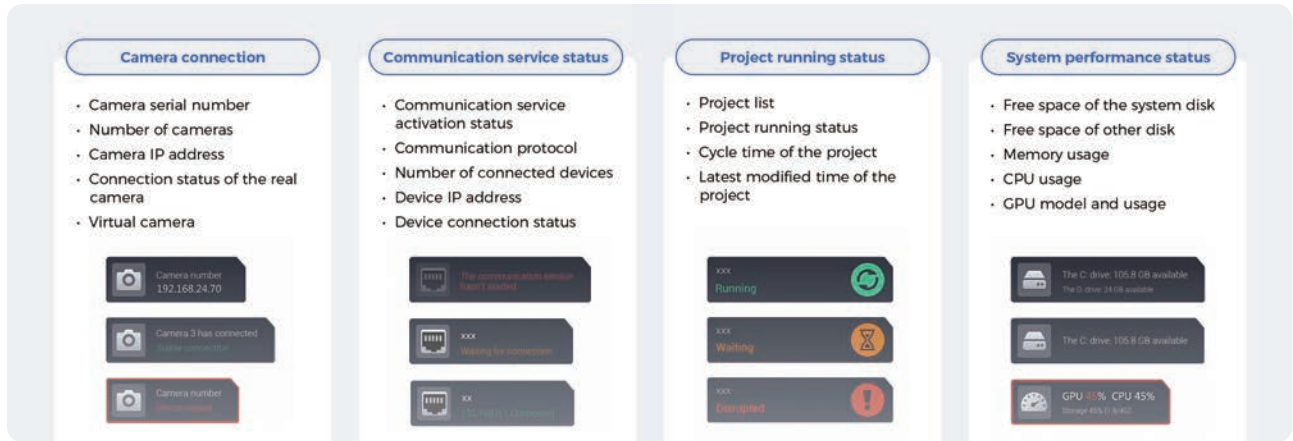 Camera connection
• Camera serial number
• Number of cameras
• Camera IP address
• Connection status of the real
camera
• Virtual camera
Camera number
192.168.24.70
Camera 3 has connected
Stable connection
Camera number
Communication service status
• Communication service
activation status
• Communication protocol
• Number of connected devices
• Device IP address
• Device connection status
The communication service
hasn't started
xxx
Waiting for connection
xx
Project running status
• Project list
• Project running status
• Cycle time of the project
• Latest modified time of the
project
xxx
Running
xxx
Waiting
xxx
Disrupted
System performance status
• Free space of the system disk
• Free space of other disk
• Memory usage
• CPU usage
• GPU model and usage
The C: drive: 105.8 GB available
The D: drive: 24 GB available
The C: drive: 105.8 GB available
GPU 45% CPU 45%